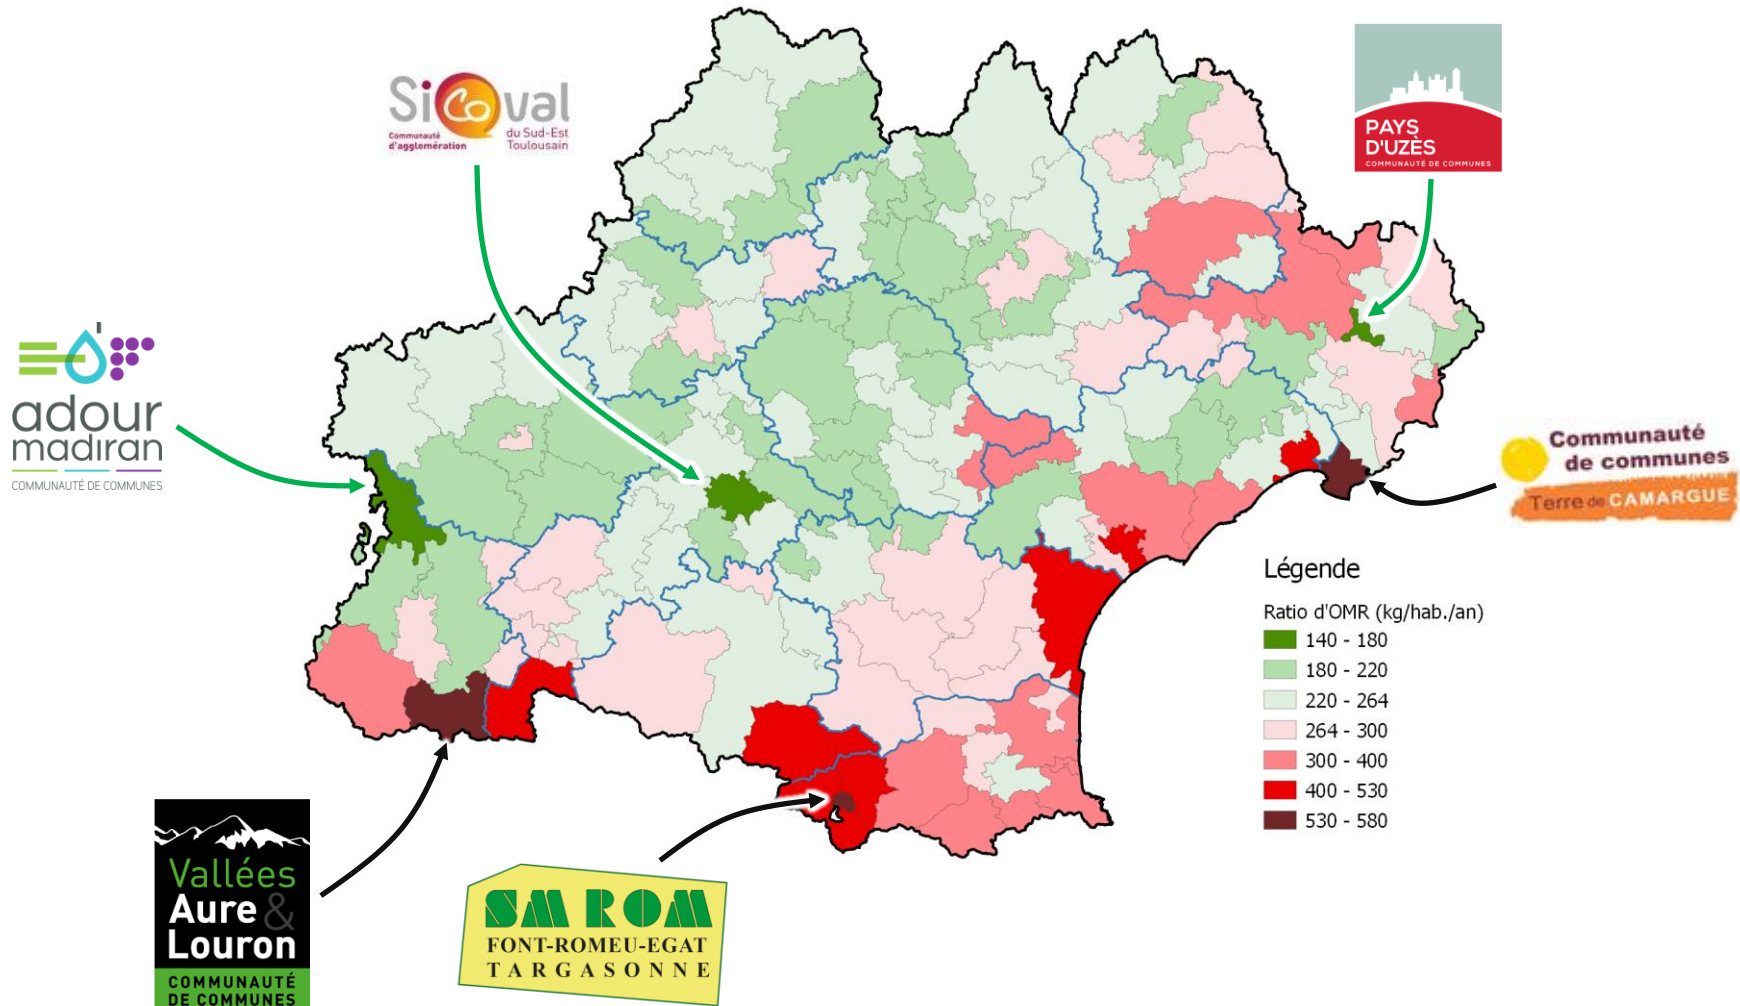 SiCoval
Communauté
d'agglomération
du Sud-Est
Toulousain
PAYS
D'UZÈS
COMMUNAUTÉ DE COMMUNES
adour
madiran
COMMUNAUTÉ DE COMMUNES
Communauté
de communes
Terre de CAMARGUE
Légende
Ratio d'OMR (kg/hab./an)
140 - 180
180 - 220
220 - 264
264 - 300
300 - 400
400 - 530
530 - 580
Vallées
Aure &
Louron
COMMUNAUTÉ
DE COMMUNES
SM ROM
FONT-ROMEU-EGAT
TARGASONNE